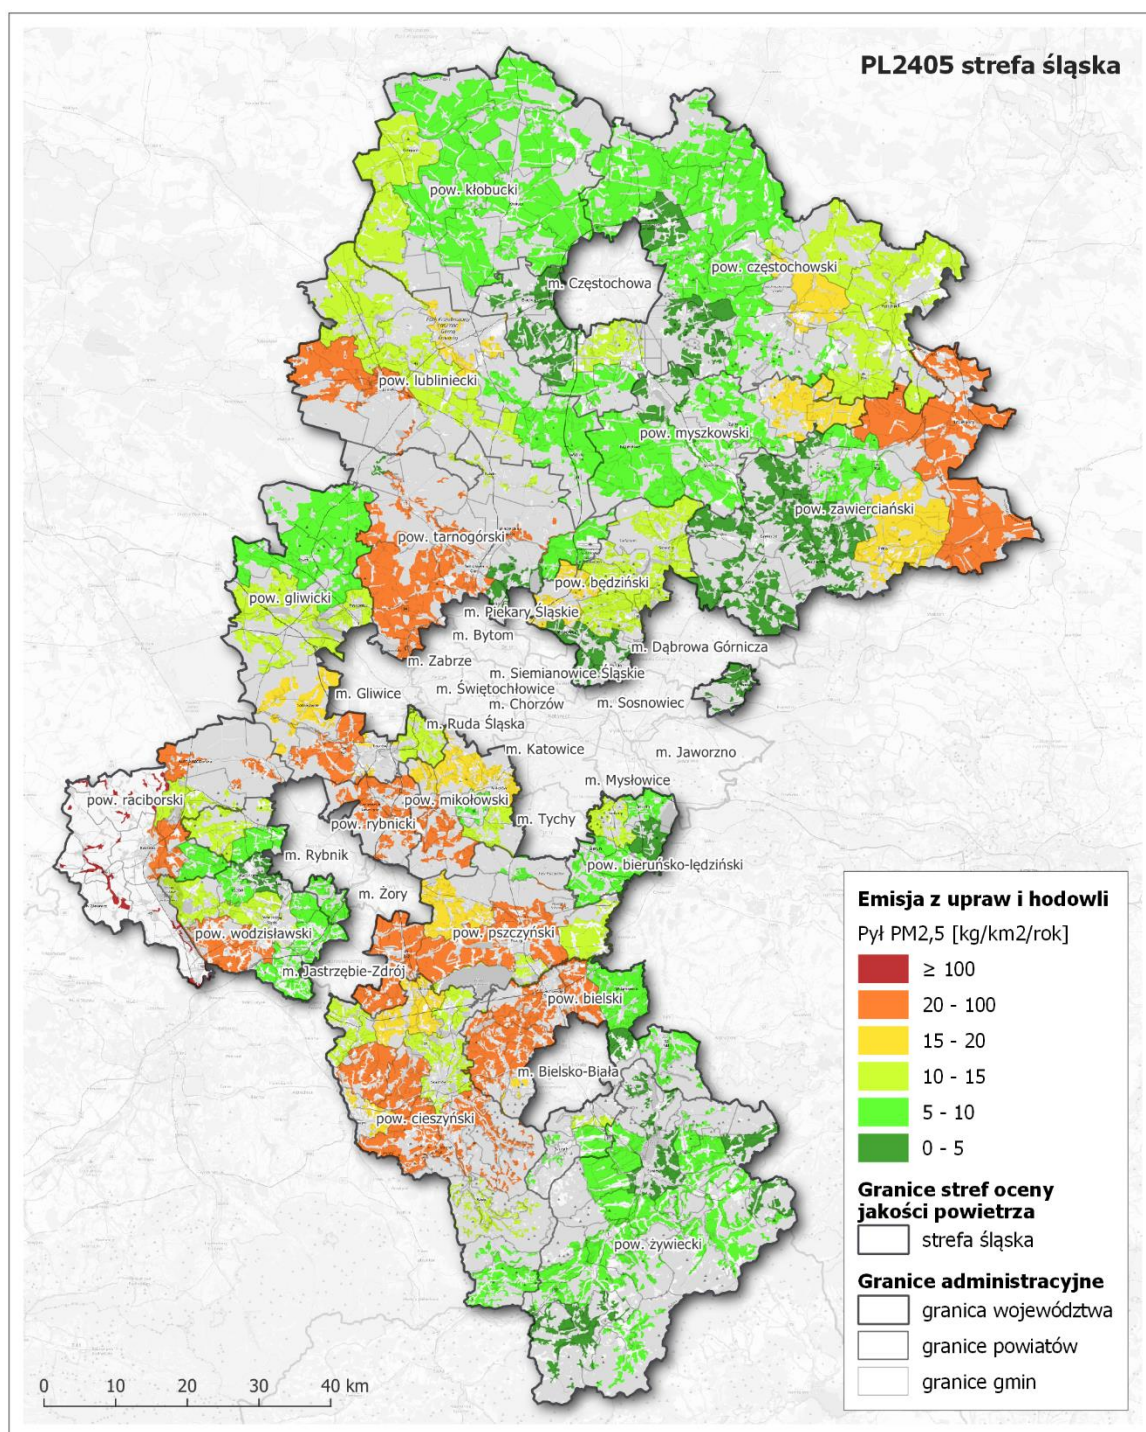 PL2405 strefa śląska
pow. kłobucki
pow. częstochowski
m. Częstochowa
pow. lubliniecki
pow. myszkowski
pow. zawierciański
pow. tarnogórski
pow. będziński
pow. gliwicki
m. Piekary Śląskie
m. Bytom
m. Dąbrowa Górnicza
m. Zabrze
m. Siemianowice Śląskie
m. Świętochłowice
m. Gliwice
m. Chorzów
m. Sosnowiec
m. Ruda Śląska
m. Katowice
m. Jaworzno
m. Mysłowice
pow. raciborski
pow. mikołowski
m. Tychy
pow. rybnicki
m. Rybnik
pow. bieruńsko-lędziński
m. Żory
pow. wodzisławski
pow. pszczyński
m. Jastrzębie-Zdrój
pow. bielski
m. Bielsko-Biała
pow. cieszyński
pow. żywiecki
Emisja z upraw i hodowli
Pył PM2,5 [kg/km2/rok]
≥ 100
20 - 100
15 - 20
10 - 15
5 - 10
0 - 5
Granice stref oceny
jakości powietrza
strefa śląska
Granice administracyjne
granica województwa
granice powiatów
granice gmin
0 10 20 30 40 km